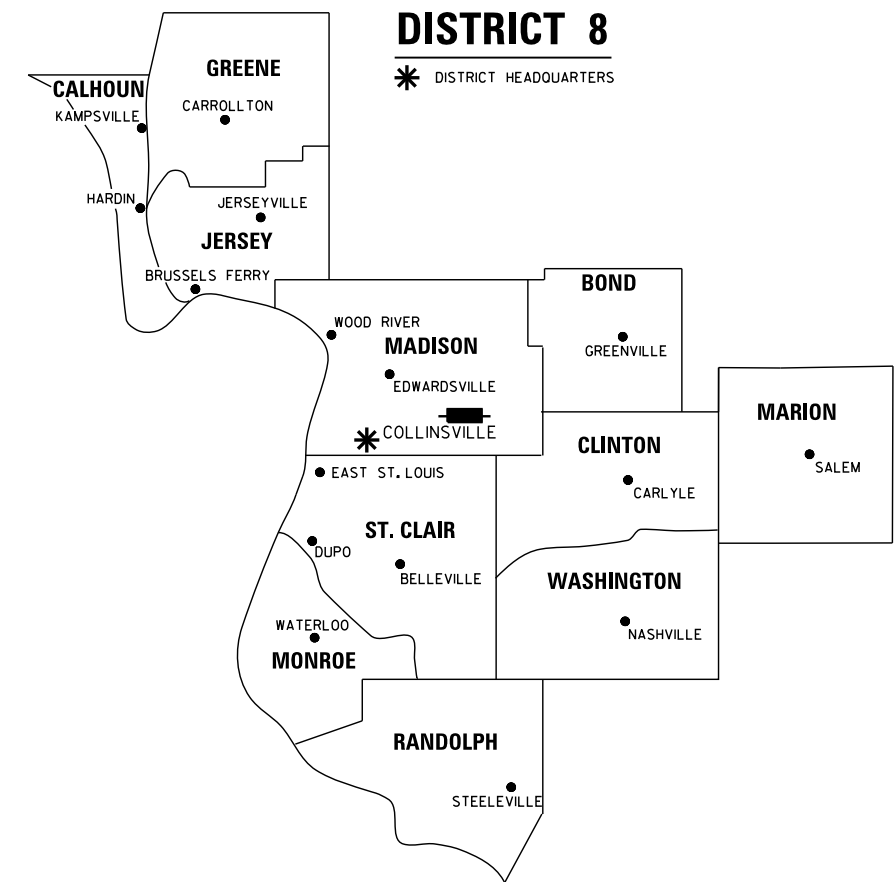 DISTRICT 8
DISTRICT HEADQUARTERS
GREENE
CALHOUN
CARROLLTON
KAMPSVILLE
HARDIN
JERSEYVILLE
JERSEY
BRUSSELS FERRY
BOND
WOOD RIVER
MADISON
GREENVILLE
EDWARDSVILLE
MARION
COLLINSVILLE
CLINTON
SALEM
EAST ST. LOUIS
CARLYLE
ST. CLAIR
DUPO
BELLEVILLE
WASHINGTON
WATERLOO
NASHVILLE
MONROE
RANDOLPH
STEELEVILLE